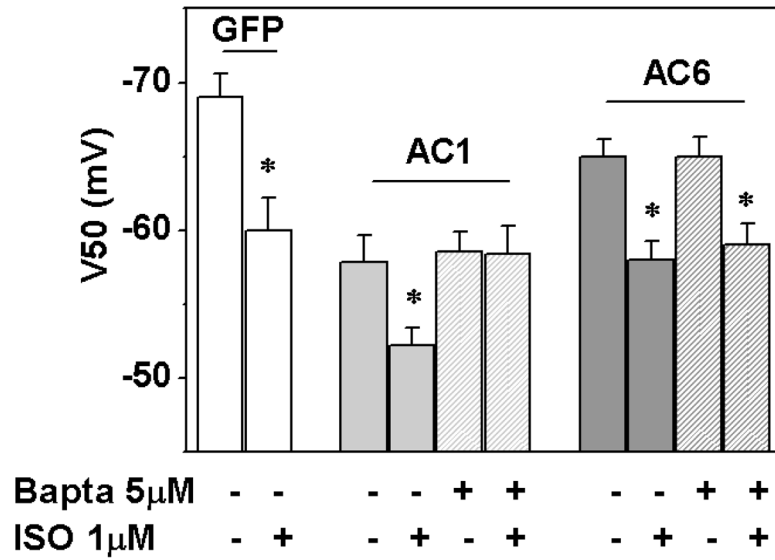 GFP
-70
AC6
*
AC1
V50 (mV)
-60
*
*
*
-50
Bapta 5μM - - - - + + - - + +
ISO 1μM - + - + - + - + - +